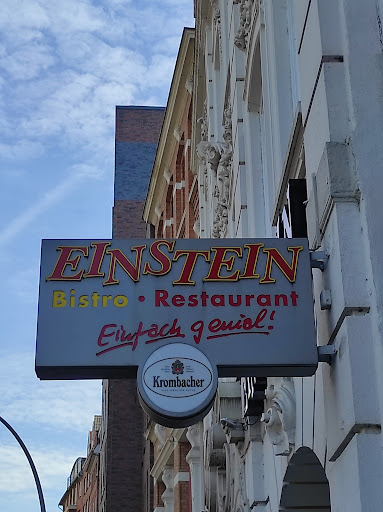 EINSTEIN
Bistro · Restaurant
Einfach genial!
Krombacher